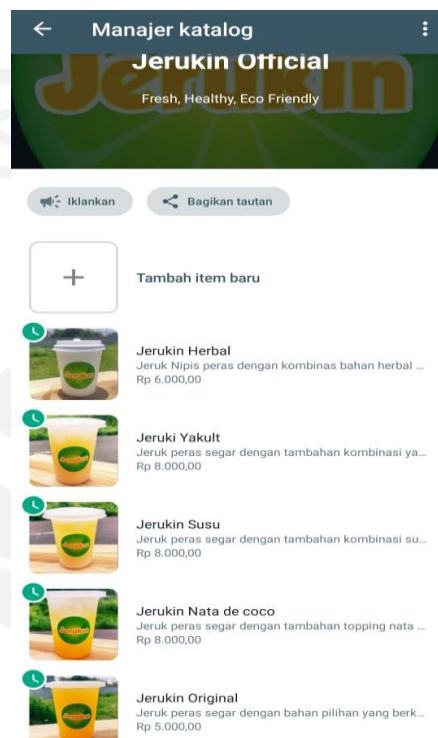 Manajer katalog
Jerukin
Jerukin Official
Fresh, Healthy, Eco Friendly
Iklankan
Bagikan tautan
Tambah item baru
Jerukin Herbal
Jeruk Nipis peras dengan kombinas bahan herbal ...
Rp 6.000,00
Jeruki Yakult
Jeruk peras segar dengan tambahan kombinasi ya...
Rp 8.000,00
Jerukin Susu
Jeruk peras segar dengan tambahan kombinasi su...
Rp 8.000,00
Jerukin Nata de coco
Jeruk peras segar dengan tambahan topping nata ...
Rp 8.000,00
Jerukin Original
Jeruk peras segar dengan bahan pilihan yang berk...
Rp 5.000,00